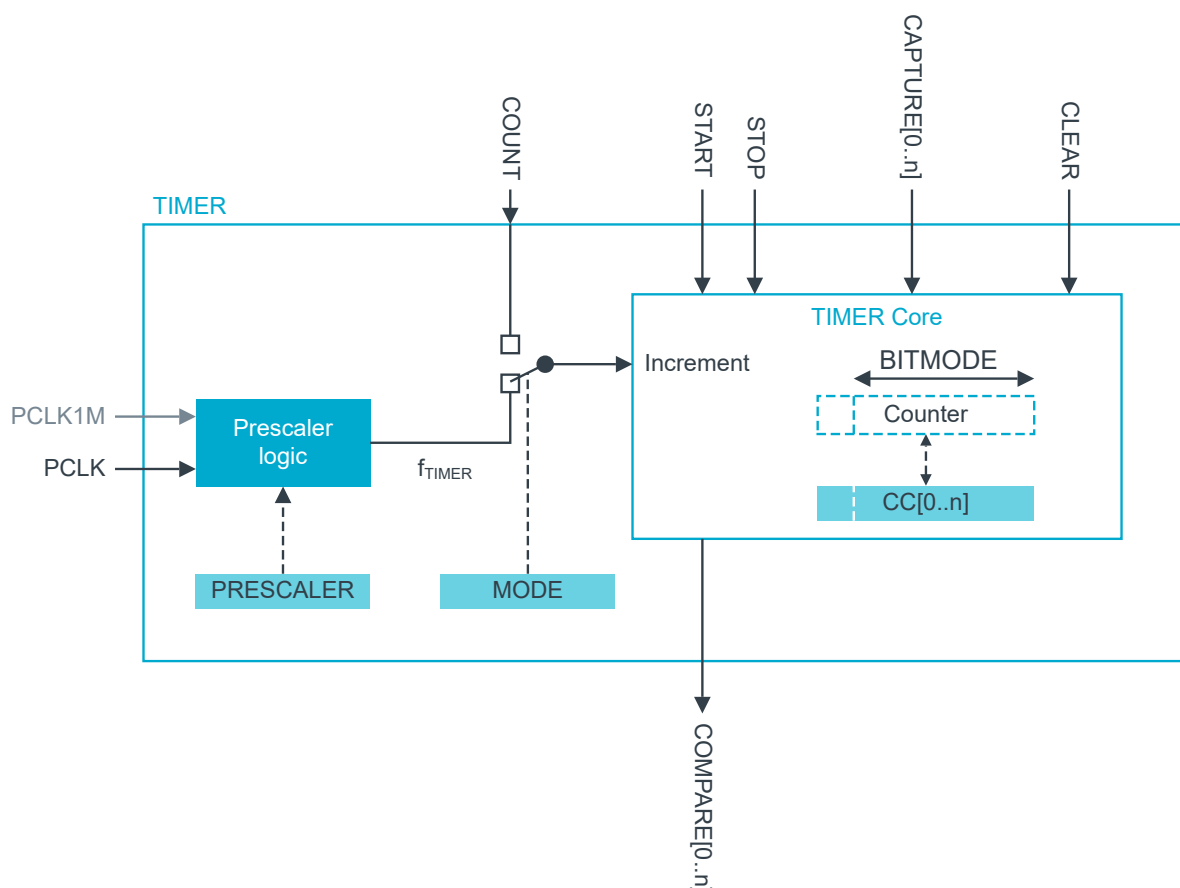 CAPTURE[0..n]
COUNT
START
STOP
CLEAR
TIMER
TIMER Core
Increment
BITMODE
Counter
PCLK1M
Prescaler
logic
PCLK
fTIMER
CC[0..n]
PRESCALER
MODE
COMPARE[0..n]